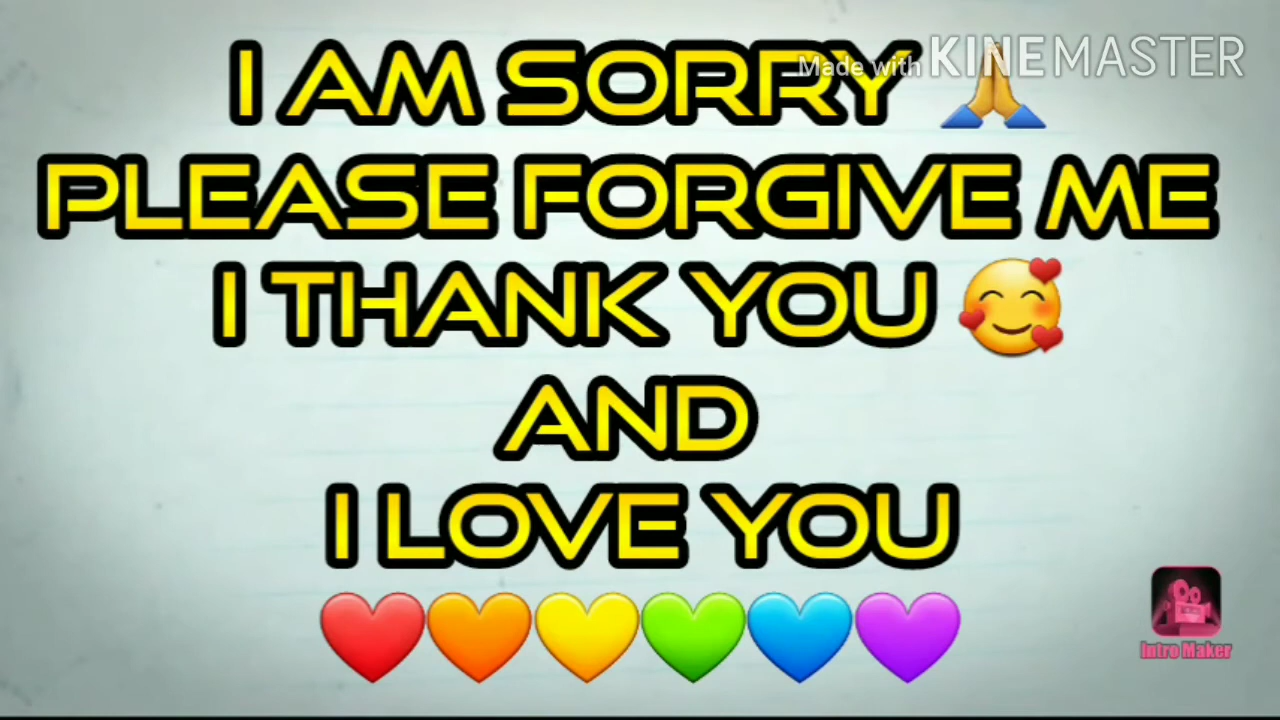 I AM SORRY 🙏
Made with KINEMASTER
PLEASE FORGIVE ME
I THANK YOU 🥰
AND
I LOVE YOU
❤️🧡💛💚💙💜
Intro Maker